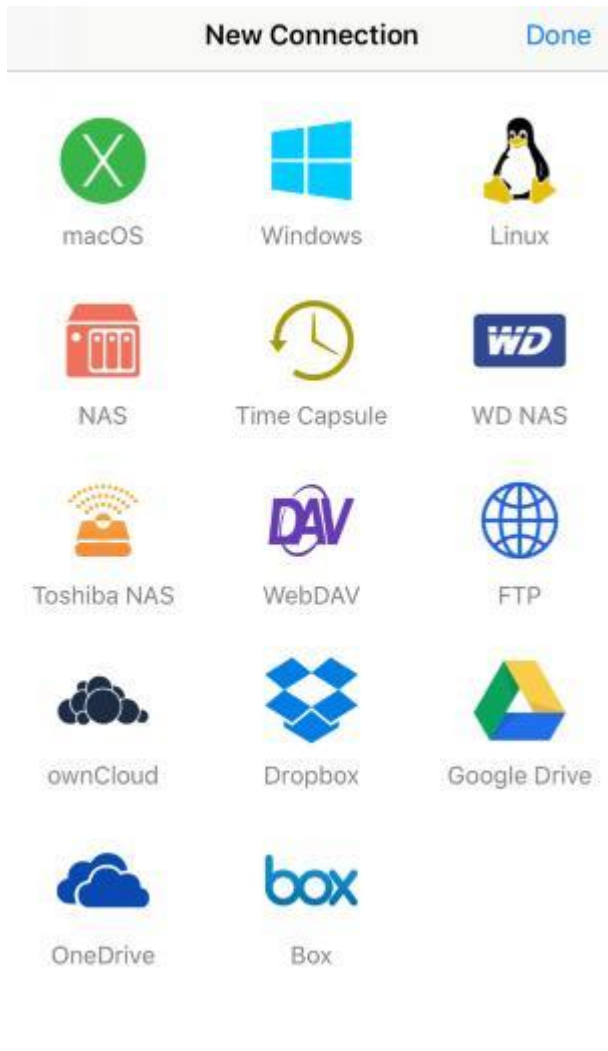 New Connection Done
X
macOS Windows Linux
WD
NAS Time Capsule WD NAS
DAV
Toshiba NAS WebDAV FTP
ownCloud Dropbox Google Drive
box
OneDrive Box